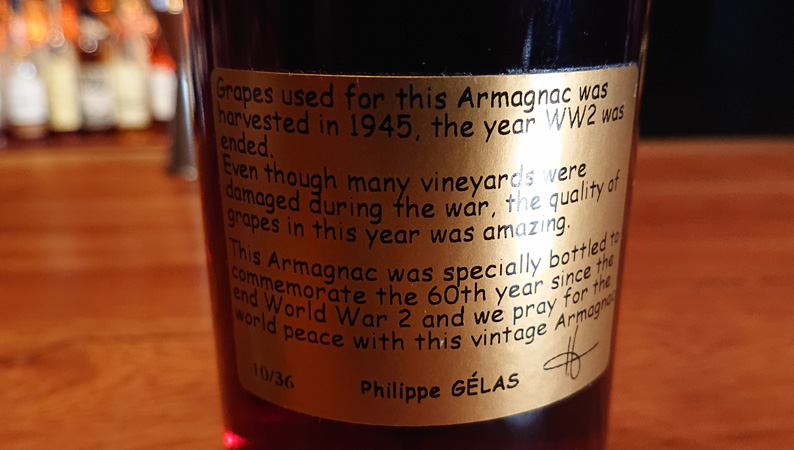 Grapes used for this Armagnac was
harvested in 1945, the year WW2 was
ended.
Even though many vineyards were
damaged during the war, the quality of
grapes in this year was amazing.
This Armagnac was specially bottled to
commemorate the 60th year since the
end World War 2 and we pray for the
world peace with this vintage Armagnac.
10/36
Philippe GÉLAS